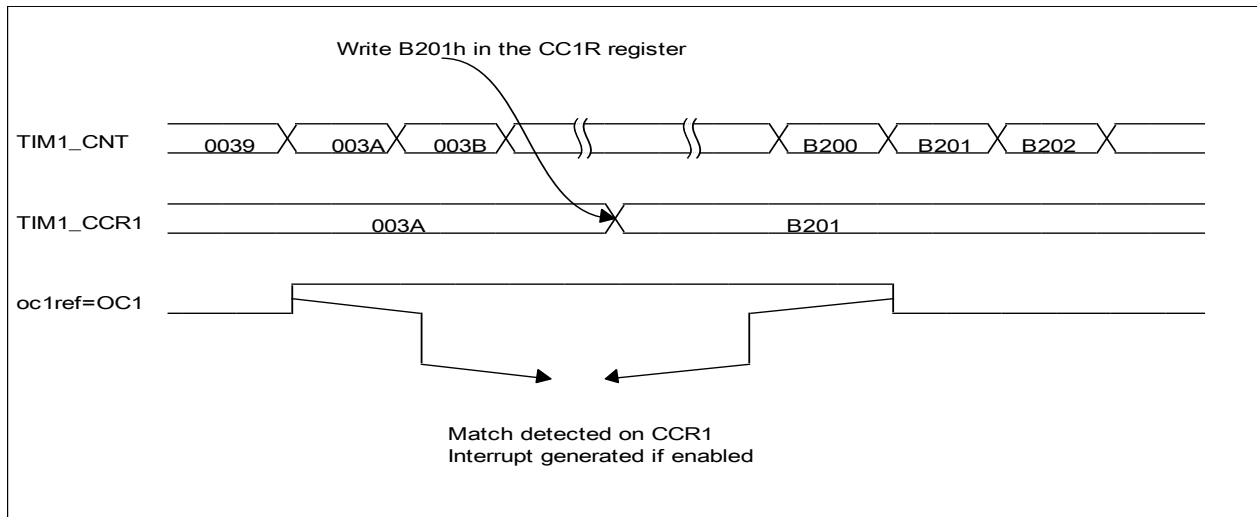 Write B201h in the CC1R register
TIM1_CNT 0039 003A 003B B200 B201 B202
TIM1_CCR1 003A B201
oc1ref=OC1
Match detected on CCR1
Interrupt generated if enabled